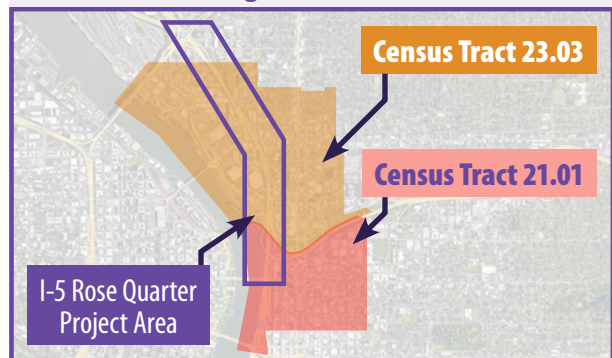 Census Tract 23.03
Census Tract 21.01
I-5 Rose Quarter
Project Area